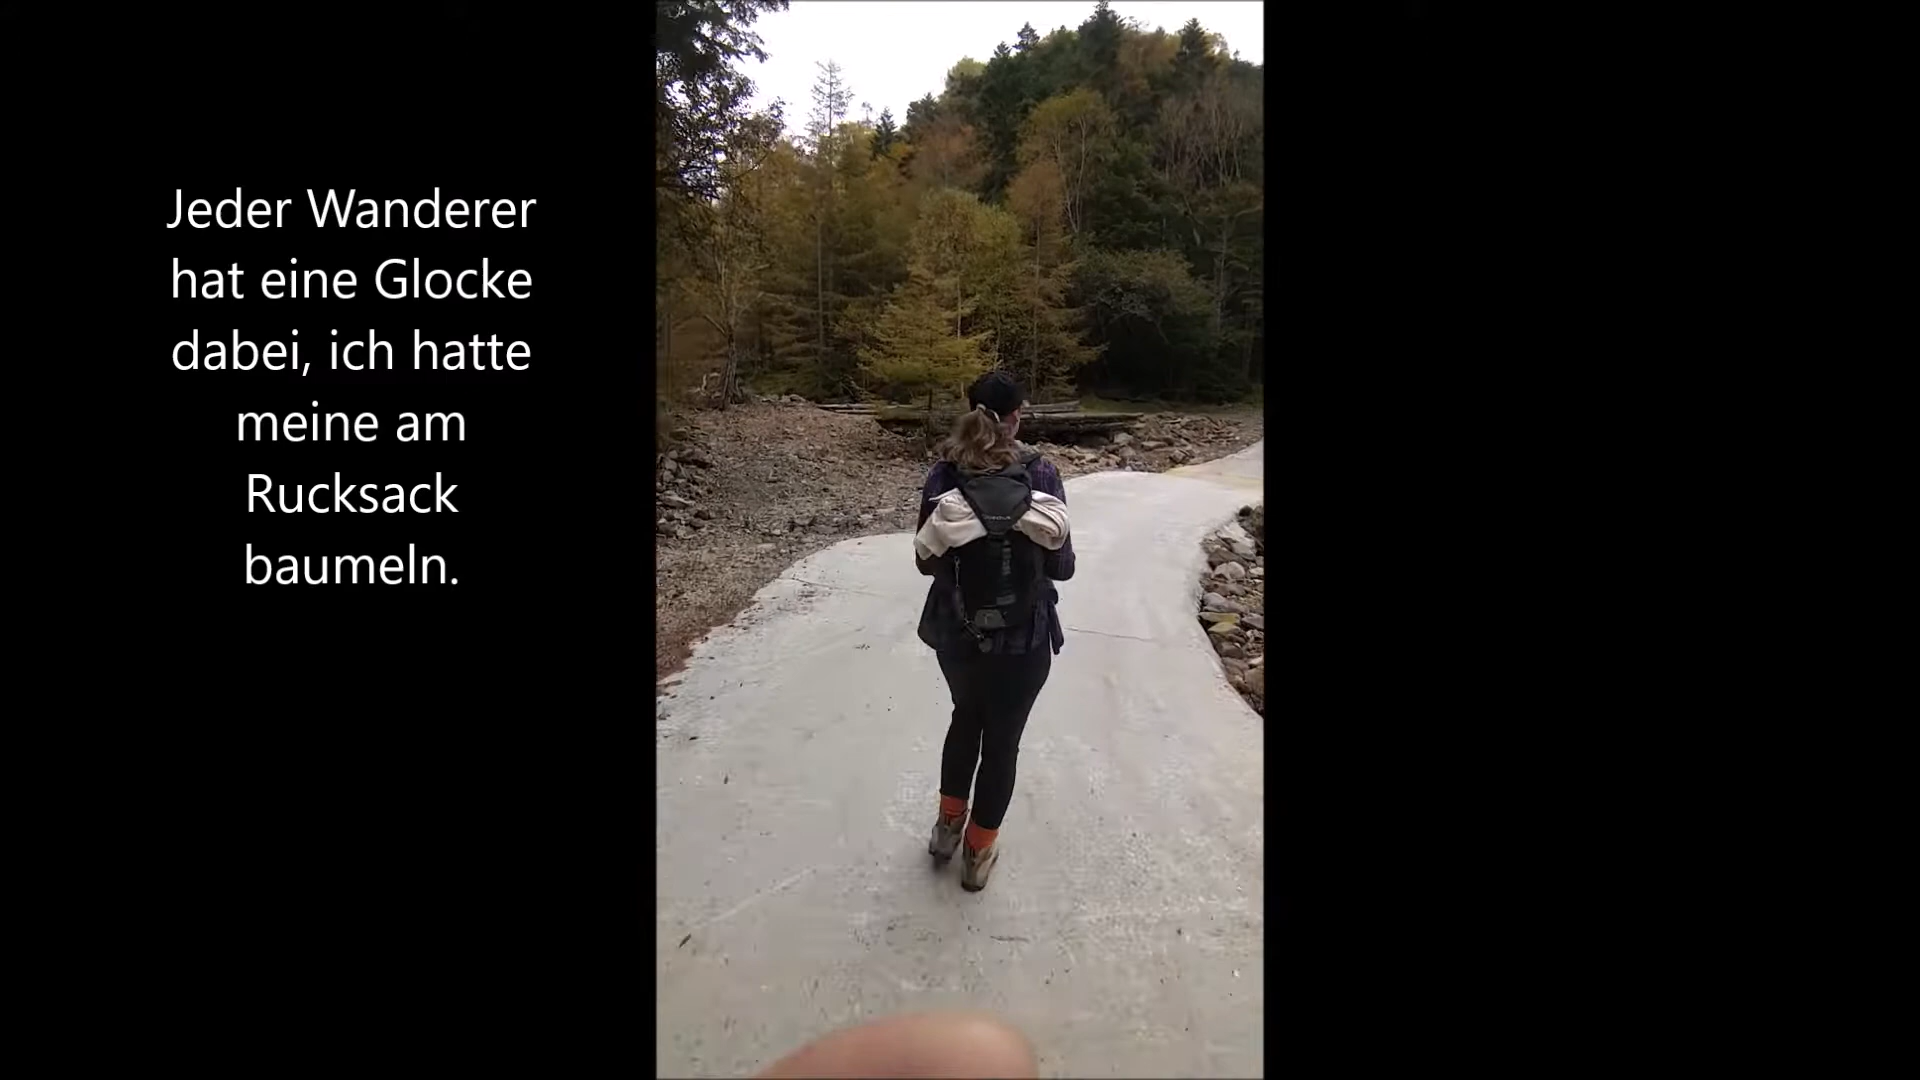 Jeder Wanderer
hat eine Glocke
dabei, ich hatte
meine am
Rucksack
baumeln.